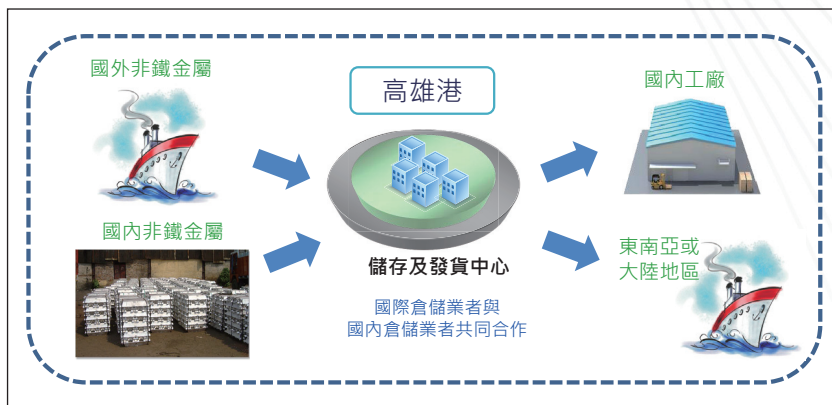 國外非鐵金屬
國內非鐵金屬
高雄港
儲存及發貨中心
國際倉儲業者與
國內倉儲業者共同合作
國內工廠
東南亞或
大陸地區